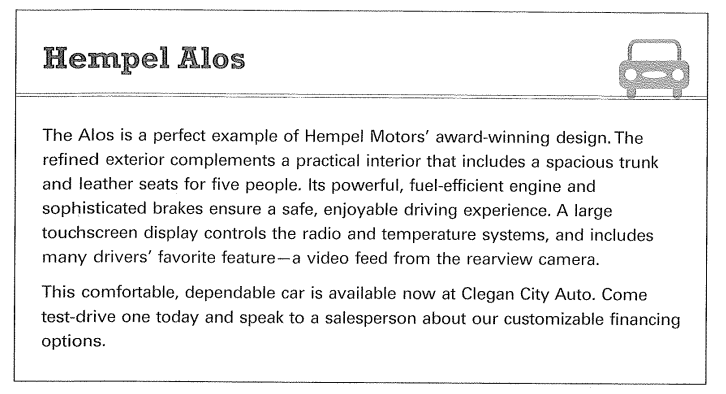 Hempel Alos
The Alos is a perfect example of Hempel Motors' award-winning design. The
refined exterior complements a practical interior that includes a spacious trunk
and leather seats for five people. Its powerful, fuel-efficient engine and
sophisticated brakes ensure a safe, enjoyable driving experience. A large
touchscreen display controls the radio and temperature systems, and includes
many drivers' favorite feature—a video feed from the rearview camera.
This comfortable, dependable car is available now at Clegan City Auto. Come
test-drive one today and speak to a salesperson about our customizable financing
options.